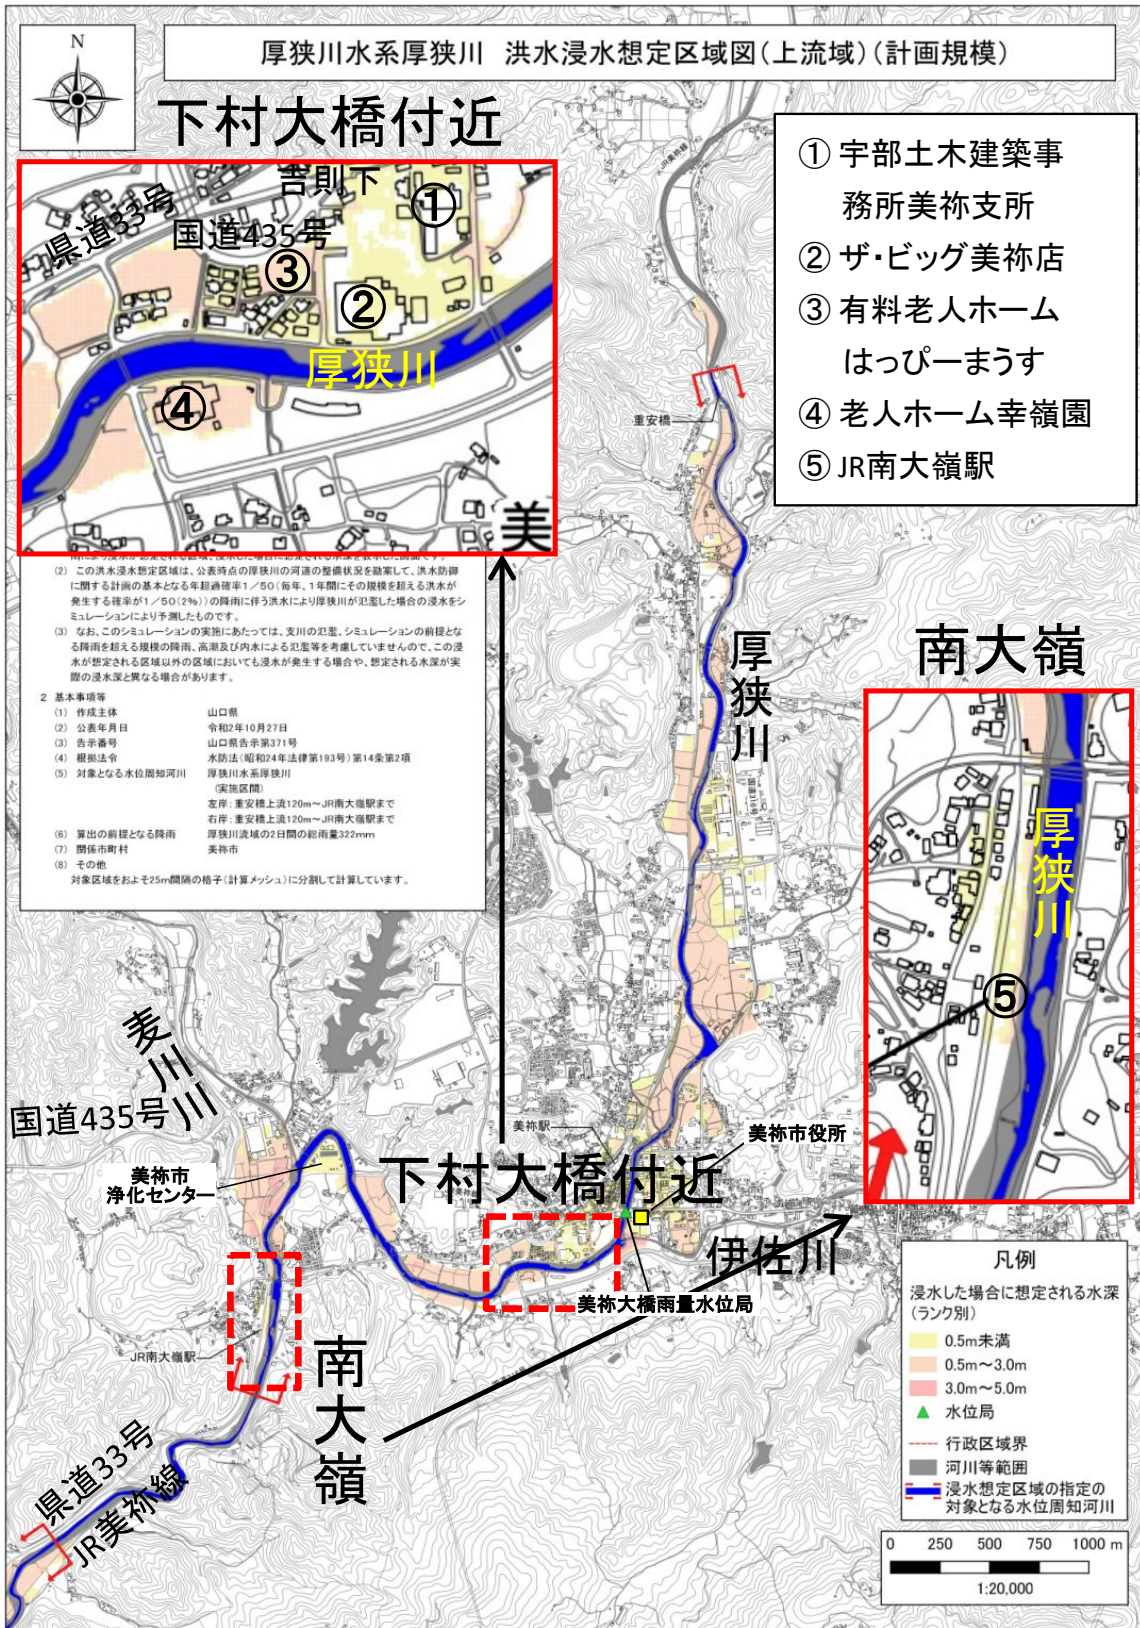 N
厚狭川水系厚狭川 洪水浸水想定区域図(上流域)(計画規模)
下村大橋付近
吉則下
県道33号
国道435号
①
②
③
④
厚狭川
美
① 宇部土木建築事
務所美祢支所
② ザ・ビッグ美祢店
③ 有料老人ホーム
はっぴーまうす
④ 老人ホーム幸嶺園
⑤ JR南大嶺駅
JR美祢線
重安橋
(2) この洪水浸水想定区域は、公表時点の厚狭川の河道の整備状況を勘案して、洪水防御
に関する計画の基本となる年超過確率1/50(毎年、1年間にその規模を超える洪水が
発生する確率が1/50(2%))の降雨に伴う洪水により厚狭川が氾濫した場合の浸水をシ
ミュレーションにより予測したものです。
(3) なお、このシミュレーションの実施にあたっては、支川の氾濫、シミュレーションの前提とな
る降雨を超える規模の降雨、高潮及び内水による氾濫等を考慮していませんので、この浸
水が想定される区域以外の区域においても浸水が発生する場合や、想定される水深が実
際の浸水深と異なる場合があります。
2 基本事項等
(1) 作成主体 山口県
(2) 公表年月日 令和2年10月27日
(3) 告示番号 山口県告示第371号
(4) 根拠法令 水防法(昭和24年法律第193号)第14条第2項
(5) 対象となる水位周知河川 厚狭川水系厚狭川
(実施区間)
左岸:重安橋上流120m～JR南大嶺駅まで
右岸:重安橋上流120m～JR南大嶺駅まで
(6) 算出の前提となる降雨 厚狭川流域の2日間の総雨量322mm
(7) 関係市町村 美祢市
(8) その他
対象区域をおよそ25m間隔の格子(計算メッシュ)に分割して計算しています。
厚狭川
国道316号
南大嶺
厚狭川
⑤
麦川川
国道435号
美祢市
浄化センター
美祢駅
美祢市役所
下村大橋付近
伊佐川
美祢大橋雨量水位局
JR南大嶺駅
南大嶺
県道33号
JR美祢線
凡例
浸水した場合に想定される水深
(ランク別)
0.5m未満
0.5m～3.0m
3.0m～5.0m
水位局
行政区域界
河川等範囲
浸水想定区域の指定の
対象となる水位周知河川
0 250 500 750 1000 m
1:20,000